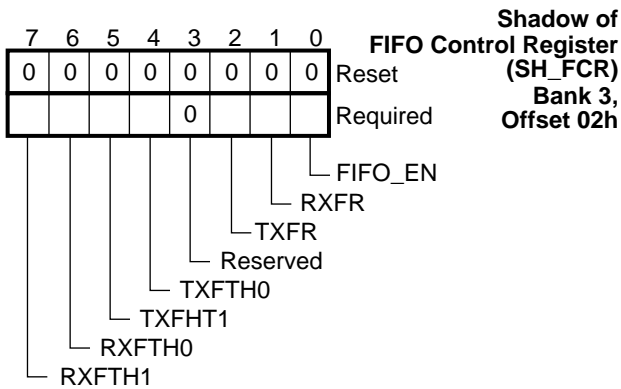 Shadow of
FIFO Control Register
(SH_FCR)
Bank 3,
Offset 02h
7 6 5 4 3 2 1 0
0 0 0 0 0 0 0 0 Reset
0 Required
FIFO_EN
RXFR
TXFR
Reserved
TXFTH0
TXFHT1
RXFTH0
RXFTH1